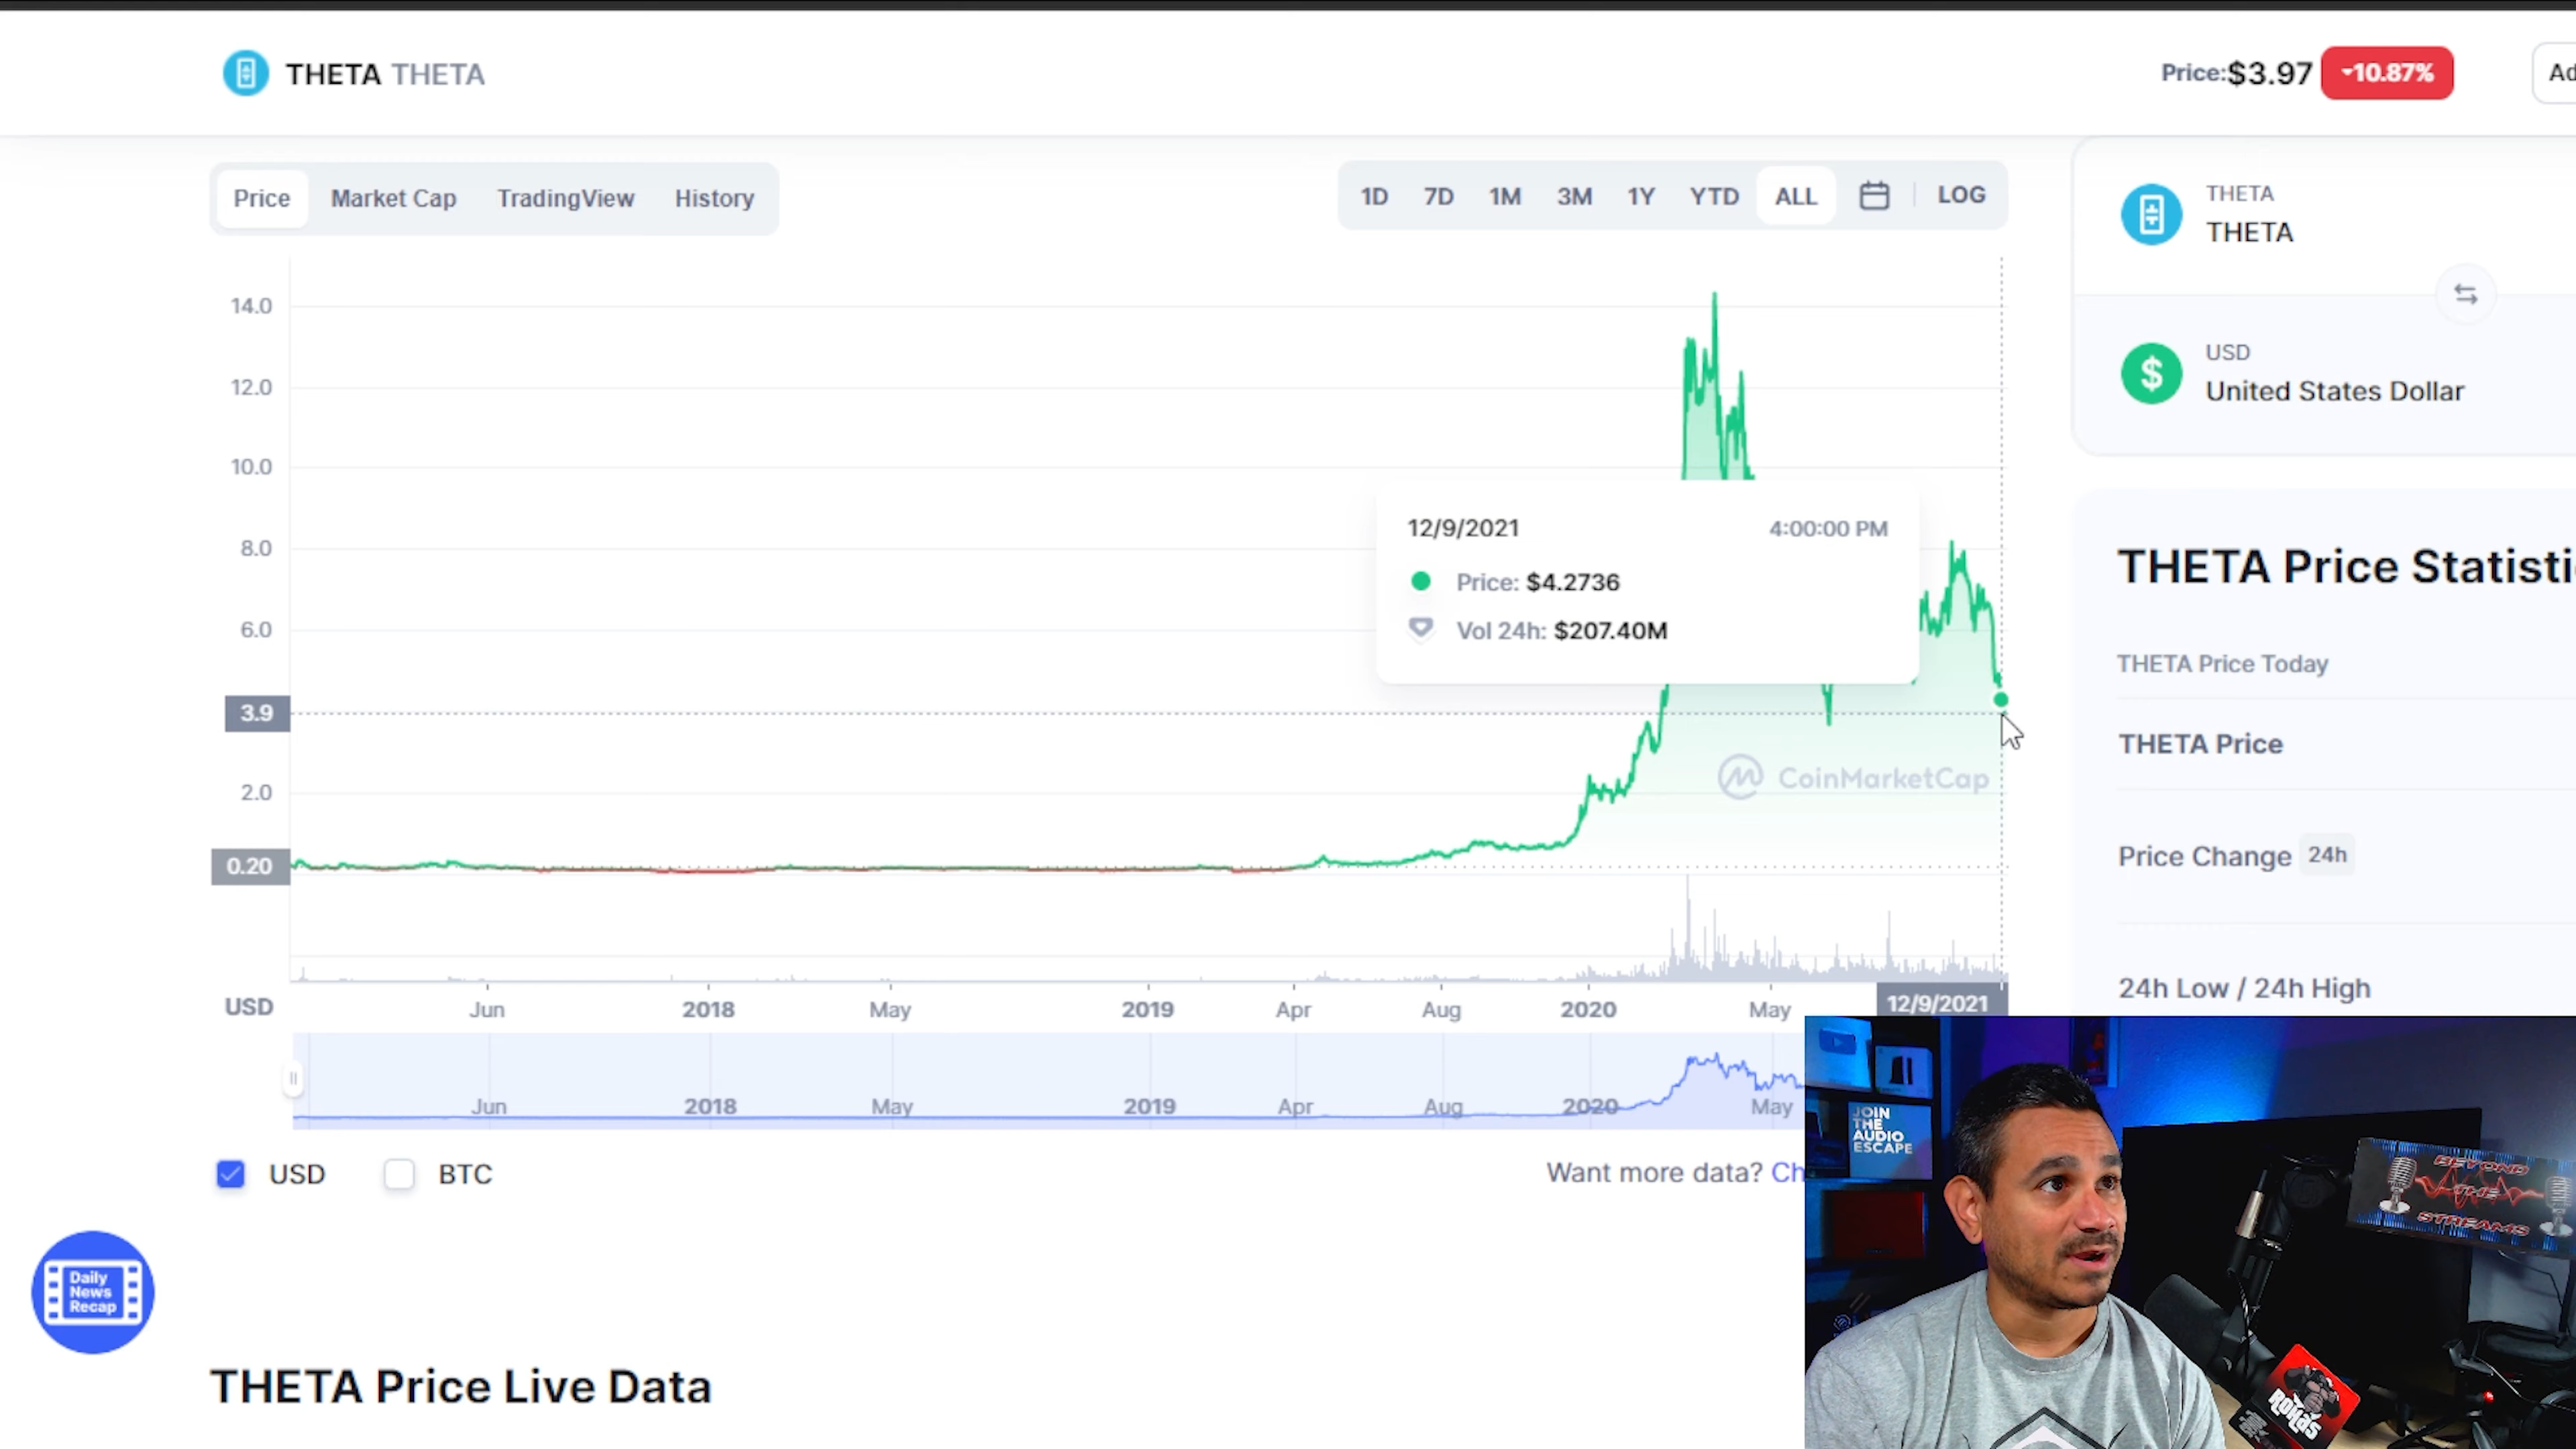 THETA THETA
Price:$3.97
10.87%
Price
Market Cap
TradingView
History
1D
7D
1M
3M
1Y
YTD
ALL
LOG
14.0
12.0
10.0
8.0
6.0
3.9
2.0
0.20
12/9/2021
4:00:00 PM
Price: $4.2736
Vol 24h: $207.40M
CoinMarketCap
USD
Jun
2018
May
2019
Apr
Aug
2020
May
12/9/2021
Jun
2018
May
2019
Apr
Aug
2020
May
USD
BTC
Want more data? Ch
Daily
News
Recap
THETA Price Live Data
THETA
THETA
USD
United States Dollar
THETA Price Statisti
THETA Price Today
THETA Price
Price Change 24h
24h Low / 24h High
JOIN
THE
AUDIO
ESCAPE
BEYOND
THE
STREAMS